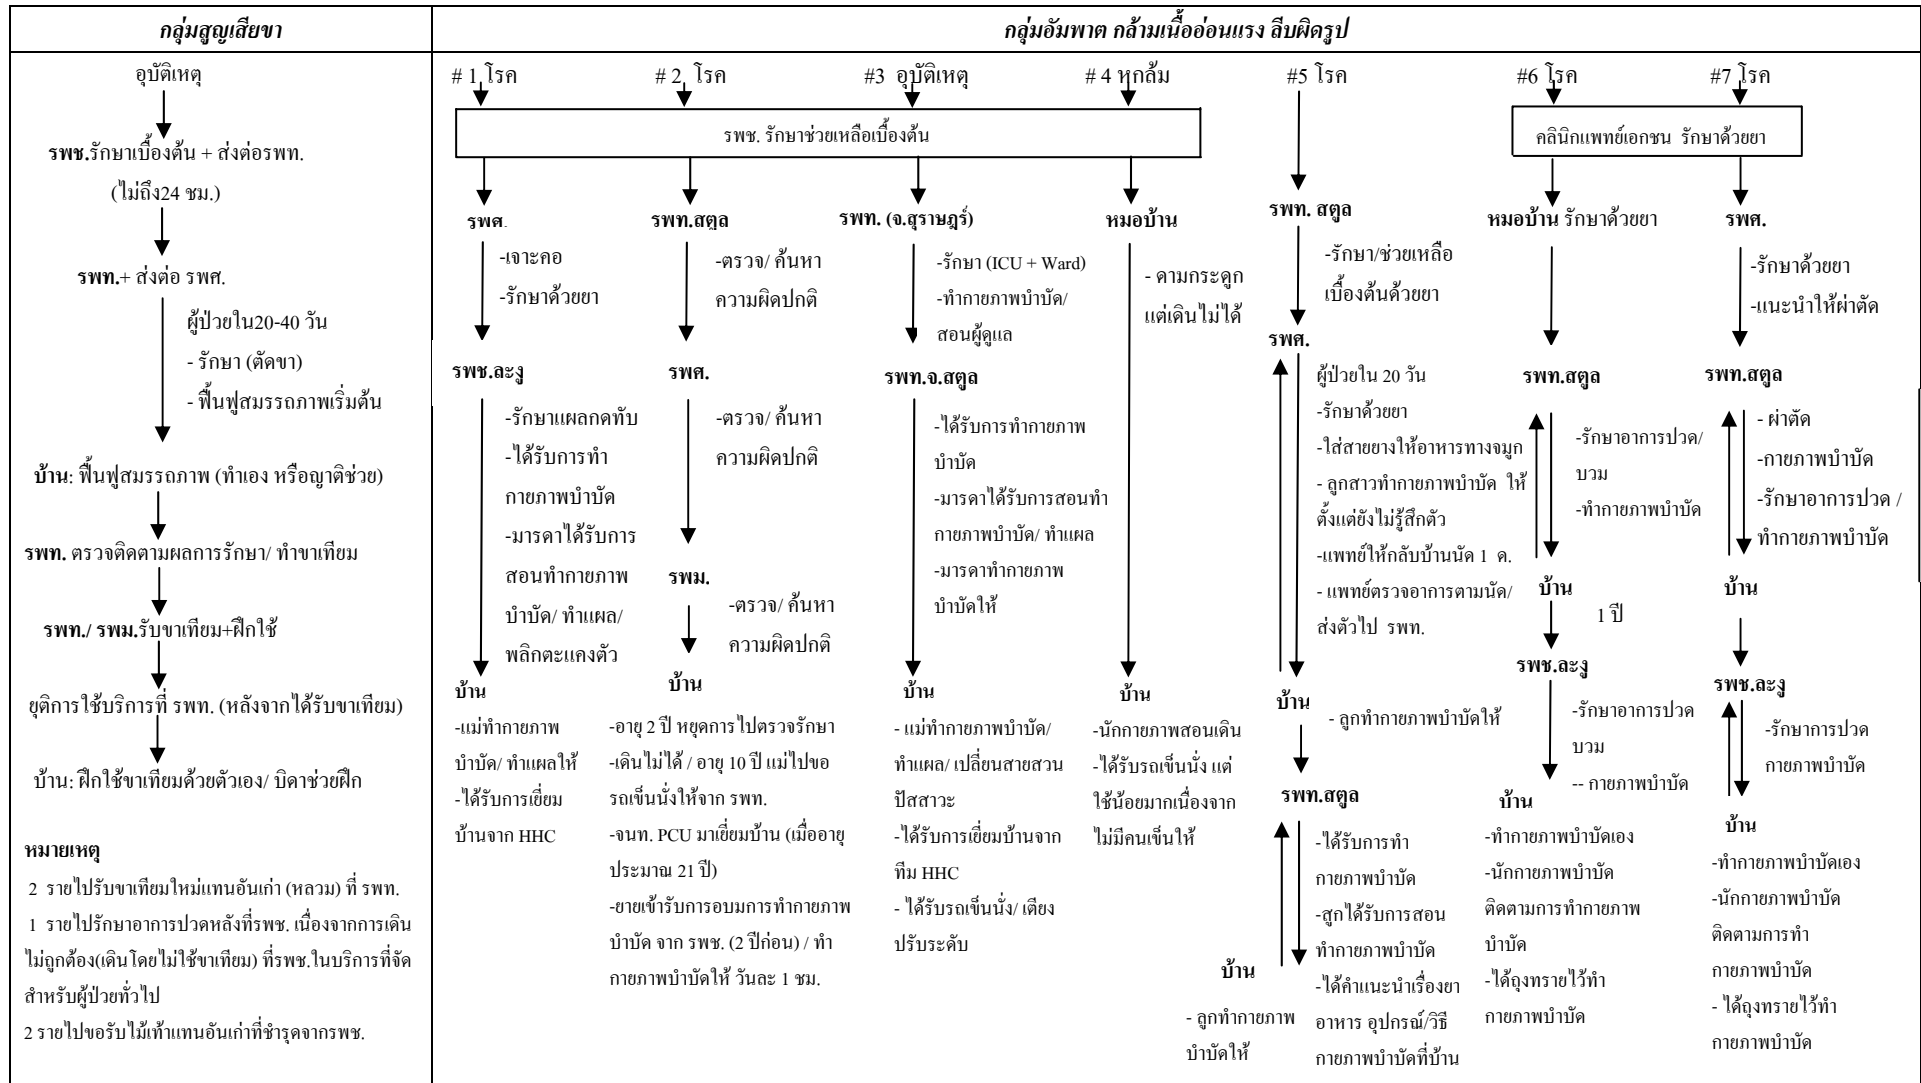 กลุ่มสูญเสียขา
อุบัติเหตุ
รพช.รักษาเบื้องต้น + ส่งต่อรพท.
(ไม่ถึง24 ชม.)
รพท.+ ส่งต่อ รพศ.
ผู้ป่วยใน20-40 วัน
- รักษา (ตัดขา)
- ฟื้นฟูสมรรถภาพเริ่มต้น
บ้าน: ฟื้นฟูสมรรถภาพ (ทำเอง หรือญาติช่วย)
รพท. ตรวจติดตามผลการรักษา/ ทำขาเทียม
รพท./ รพม.รับขาเทียม+ฝึกใช้
ยุติการใช้บริการที่ รพท. (หลังจากได้รับขาเทียม)
บ้าน: ฝึกใช้ขาเทียมด้วยตัวเอง/ บิดาช่วยฝึก
หมายเหตุ
2 รายไปรับขาเทียมใหม่แทนอันเก่า (หลวม) ที่ รพท.
1 รายไปรักษาอาการปวดหลังที่รพช. เนื่องจากการเดิน
ไม่ถูกต้อง(เดินโดยไม่ใช้ขาเทียม) ที่รพช.ในบริการที่จัด
สำหรับผู้ป่วยทั่วไป
2 รายไปขอรับไม้เท้าแทนอันเก่าที่ชำรุดจากรพช.
กลุ่มอัมพาต กล้ามเนื้ออ่อนแรง ลีบผิดรูป
# 1 โรค
# 2 โรค
#3 อุบัติเหตุ
# 4 หกล้ม
#5 โรค
#6 โรค
#7 โรค
รพช. รักษาช่วยเหลือเบื้องต้น
คลินิกแพทย์เอกชน รักษาด้วยยา
รพศ.
-เจาะคอ
-รักษาด้วยยา
รพช.ละงู
-รักษาแผลกดทับ
-ได้รับการทำ
กายภาพบำบัด
-มารดาได้รับการ
สอนทำกายภาพ
บำบัด/ ทำแผล/
พลิกตะแคงตัว
บ้าน
-แม่ทำกายภาพ
บำบัด/ ทำแผลให้
-ได้รับการเยี่ยม
บ้านจาก HHC
รพท.สตูล
-ตรวจ/ ค้นหา
ความผิดปกติ
รพศ.
-ตรวจ/ ค้นหา
ความผิดปกติ
รพม.
-ตรวจ/ ค้นหา
ความผิดปกติ
บ้าน
-อายุ 2 ปี หยุดการไปตรวจรักษา
-เดินไม่ได้ / อายุ 10 ปี แม่ไปขอ
รถเข็นนั่งให้จาก รพท.
-จนท. PCU มาเยี่ยมบ้าน (เมื่ออายุ
ประมาณ 21 ปี)
-ยายเข้ารับการอบมการทำกายภาพ
บำบัด จาก รพช. (2 ปีก่อน) / ทำ
กายภาพบำบัดให้ วันละ 1 ชม.
รพท. (จ.สุราษฎร์)
-รักษา (ICU + Ward)
-ทำกายภาพบำบัด/
สอนผู้ดูแล
รพท.จ.สตูล
-ได้รับการทำกายภาพ
บำบัด
-มารดาได้รับการสอนทำ
กายภาพบำบัด/ ทำแผล
-มารดาทำกายภาพ
บำบัดให้
บ้าน
- แม่ทำกายภาพบำบัด/
ทำแผล/ เปลี่ยนสายสวน
ปัสสาวะ
-ได้รับการเยี่ยมบ้านจาก
ทีม HHC
- ได้รับรถเข็นนั่ง/ เตียง
ปรับระดับ
หมอบ้าน
- ดามกระดูก
แต่เดินไม่ได้
บ้าน
-นักกายภาพสอนเดิน
-ได้รับรถเข็นนั่ง แต่
ใช้น้อยมากเนื่องจาก
ไม่มีคนเข็นให้
รพท. สตูล
-รักษา/ช่วยเหลือ
เบื้องต้นด้วยยา
รพศ.
ผู้ป่วยใน 20 วัน
-รักษาด้วยยา
-ใส่สายยางให้อาหารทางจมูก
- ลูกสาวทำกายภาพบำบัด ให้
ตั้งแต่ยังไม่รู้สึกตัว
-แพทย์ให้กลับบ้านนัด 1 ด.
- แพทย์ตรวจอาการตามนัด/
ส่งตัวไป รพท.
บ้าน
- ลูกทำกายภาพบำบัดให้
รพท.สตูล
-ได้รับการทำ
กายภาพบำบัด
-สูกได้รับการสอน
ทำกายภาพบำบัด
-ได้คำแนะนำเรื่องยา
อาหาร อุปกรณ์/วิธี
กายภาพบำบัดที่บ้าน
บ้าน
- ลูกทำกายภาพ
บำบัดให้
หมอบ้าน รักษาด้วยยา
รพท.สตูล
-รักษาอาการปวด/
บวม
-ทำกายภาพบำบัด
บ้าน
1 ปี
รพช.ละงู
-รักษาอาการปวด
บวม
-- กายภาพบำบัด
บ้าน
-ทำกายภาพบำบัดเอง
-นักกายภาพบำบัด
ติดตามการทำกายภาพ
บำบัด
-ได้ถุงทรายไว้ทำ
กายภาพบำบัด
รพศ.
-รักษาด้วยยา
-แนะนำให้ผ่าตัด
รพท.สตูล
- ผ่าตัด
-กายภาพบำบัด
-รักษาอาการปวด /
ทำกายภาพบำบัด
บ้าน
รพช.ละงู
-รักษาการปวด
กายภาพบำบัด
บ้าน
-ทำกายภาพบำบัดเอง
-นักกายภาพบำบัด
ติดตามการทำ
กายภาพบำบัด
- ได้ถุงทรายไว้ทำ
กายภาพบำบัด